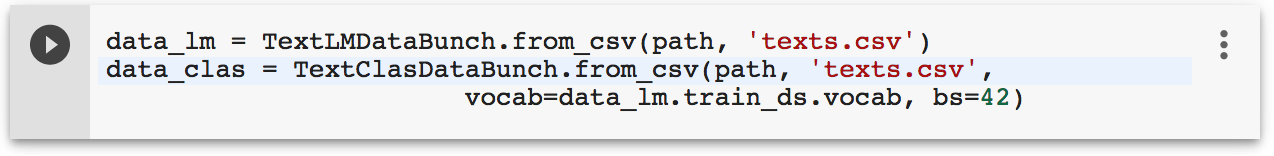 data_lm = TextLMDataBunch.from_csv(path, 'texts.csv')
data_clas = TextClasDataBunch.from_csv(path, 'texts.csv',
vocab=data_lm.train_ds.vocab, bs=42)